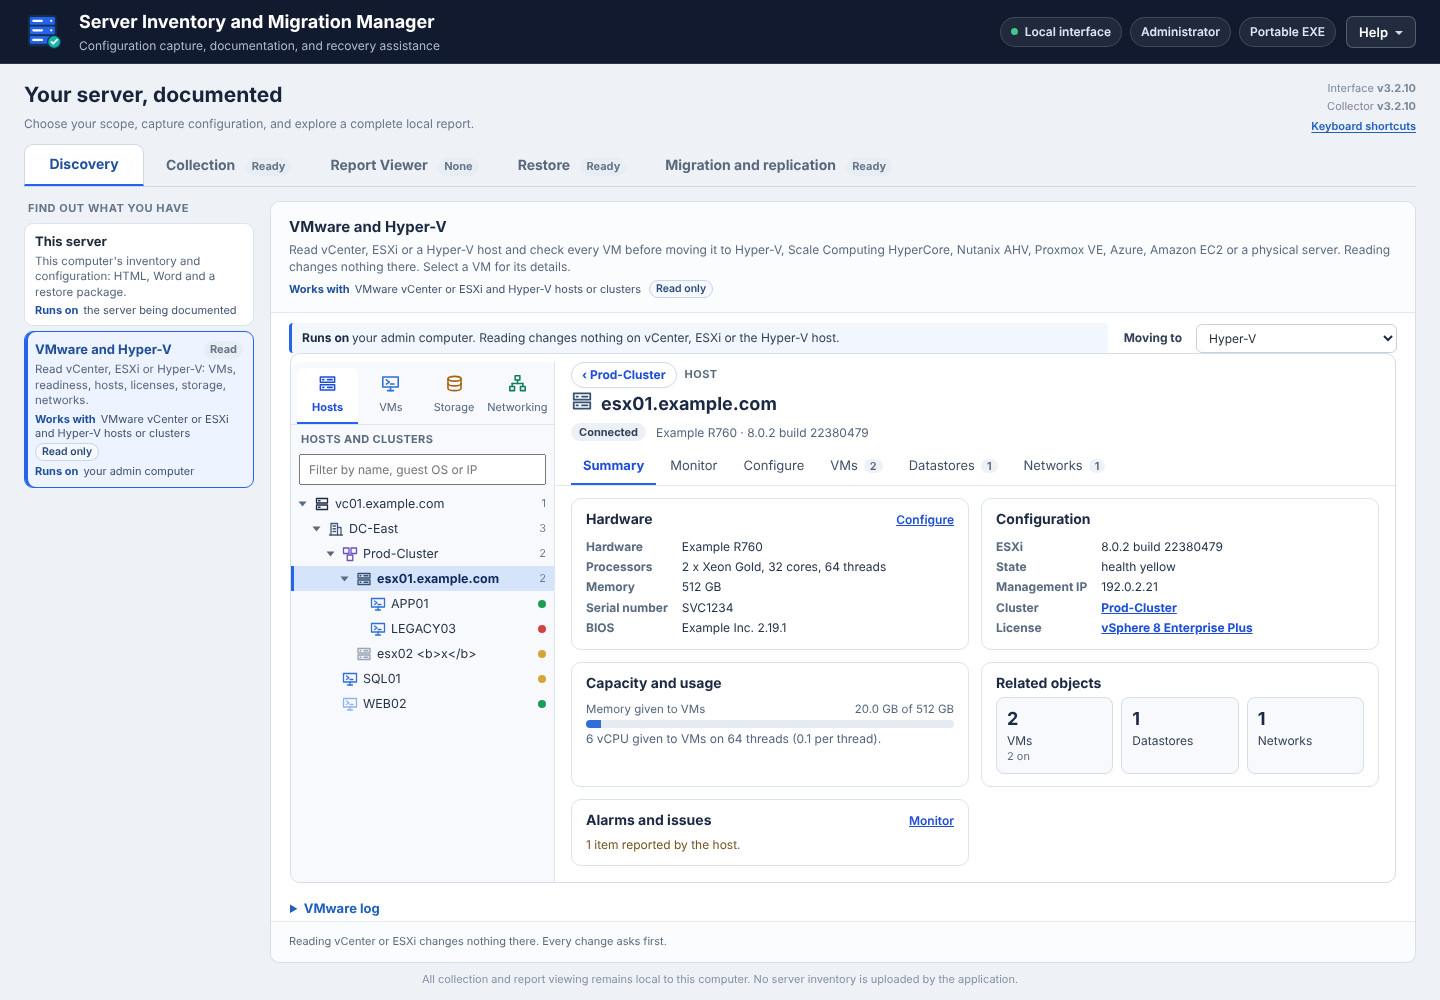 Server Inventory and Migration Manager
Configuration capture, documentation, and recovery assistance
Local interface
Administrator
Portable EXE
Help
Your server, documented
Choose your scope, capture configuration, and explore a complete local report.
Interface v3.2.10
Collector v3.2.10
Keyboard shortcuts
Discovery
Collection Ready
Report Viewer None
Restore Ready
Migration and replication Ready
FIND OUT WHAT YOU HAVE
This server
This computer's inventory and
configuration: HTML, Word and a
restore package.
Runs on the server being documented
VMware and Hyper-V Read
Read vCenter, ESXi or Hyper-V: VMs,
readiness, hosts, licenses, storage,
networks.
Works with VMware vCenter or ESXi
and Hyper-V hosts or clusters
Read only
Runs on your admin computer
VMware and Hyper-V
Read vCenter, ESXi or a Hyper-V host and check every VM before moving it to Hyper-V, Scale Computing HyperCore, Nutanix AHV, Proxmox VE, Azure, Amazon EC2 or a physical server. Reading
changes nothing there. Select a VM for its details.
Works with VMware vCenter or ESXi and Hyper-V hosts or clusters Read only
Runs on your admin computer. Reading changes nothing on vCenter, ESXi or the Hyper-V host.
Moving to
Hyper-V
Hosts
VMs
Storage
Networking
HOSTS AND CLUSTERS
Filter by name, guest OS or IP
vc01.example.com 1
DC-East 3
Prod-Cluster 2
esx01.example.com 2
APP01
LEGACY03
esx02 <b>x</b>
SQL01
WEB02
‹ Prod-Cluster
HOST
esx01.example.com
Connected
Example R760 · 8.0.2 build 22380479
Summary
Monitor
Configure
VMs 2
Datastores 1
Networks 1
Hardware
Configure
Hardware Example R760
Processors 2 x Xeon Gold, 32 cores, 64 threads
Memory 512 GB
Serial number SVC1234
BIOS Example Inc. 2.19.1
Configuration
ESXi 8.0.2 build 22380479
State health yellow
Management IP 192.0.2.21
Cluster Prod-Cluster
License vSphere 8 Enterprise Plus
Capacity and usage
Memory given to VMs 20.0 GB of 512 GB
6 vCPU given to VMs on 64 threads (0.1 per thread).
Related objects
2
VMs
2 on
1
Datastores
1
Networks
Alarms and issues
Monitor
1 item reported by the host.
VMware log
Reading vCenter or ESXi changes nothing there. Every change asks first.
All collection and report viewing remains local to this computer. No server inventory is uploaded by the application.